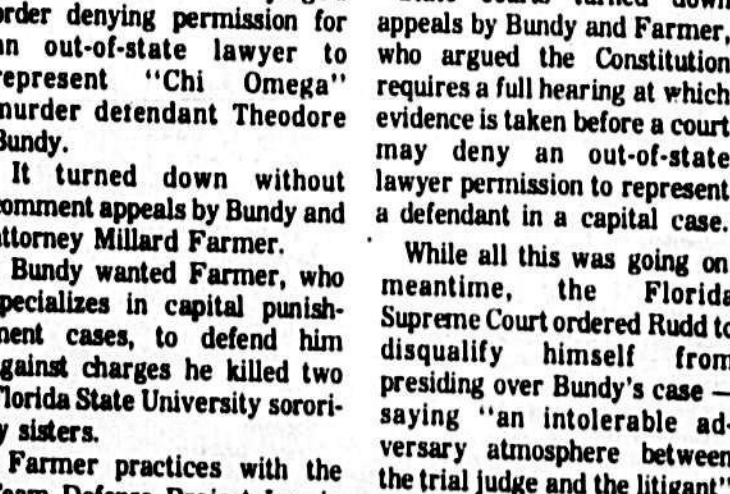 order denying permission for
an out-of-state lawyer to
represent "Chi Omega"
murder defendant Theodore
Bundy.
It turned down without
comment appeals by Bundy and
attorney Millard Farmer.
Bundy wanted Farmer, who
specializes in capital punish-
ment cases, to defend him
against charges he killed two
Florida State University sorori-
y sisters.
Farmer practices with the
Team Defense Project
turned down
appeals by Bundy and Farmer,
who argued the Constitution
requires a full hearing at which
evidence is taken before a court
may deny an out-of-state
lawyer permission to represent
a defendant in a capital case.
While all this was going on
meantime, the Florida
Supreme Court ordered Rudd to
disqualify himself from
presiding over Bundy's case —
saying "an intolerable ad-
versary atmosphere between
the trial judge and the litigant"